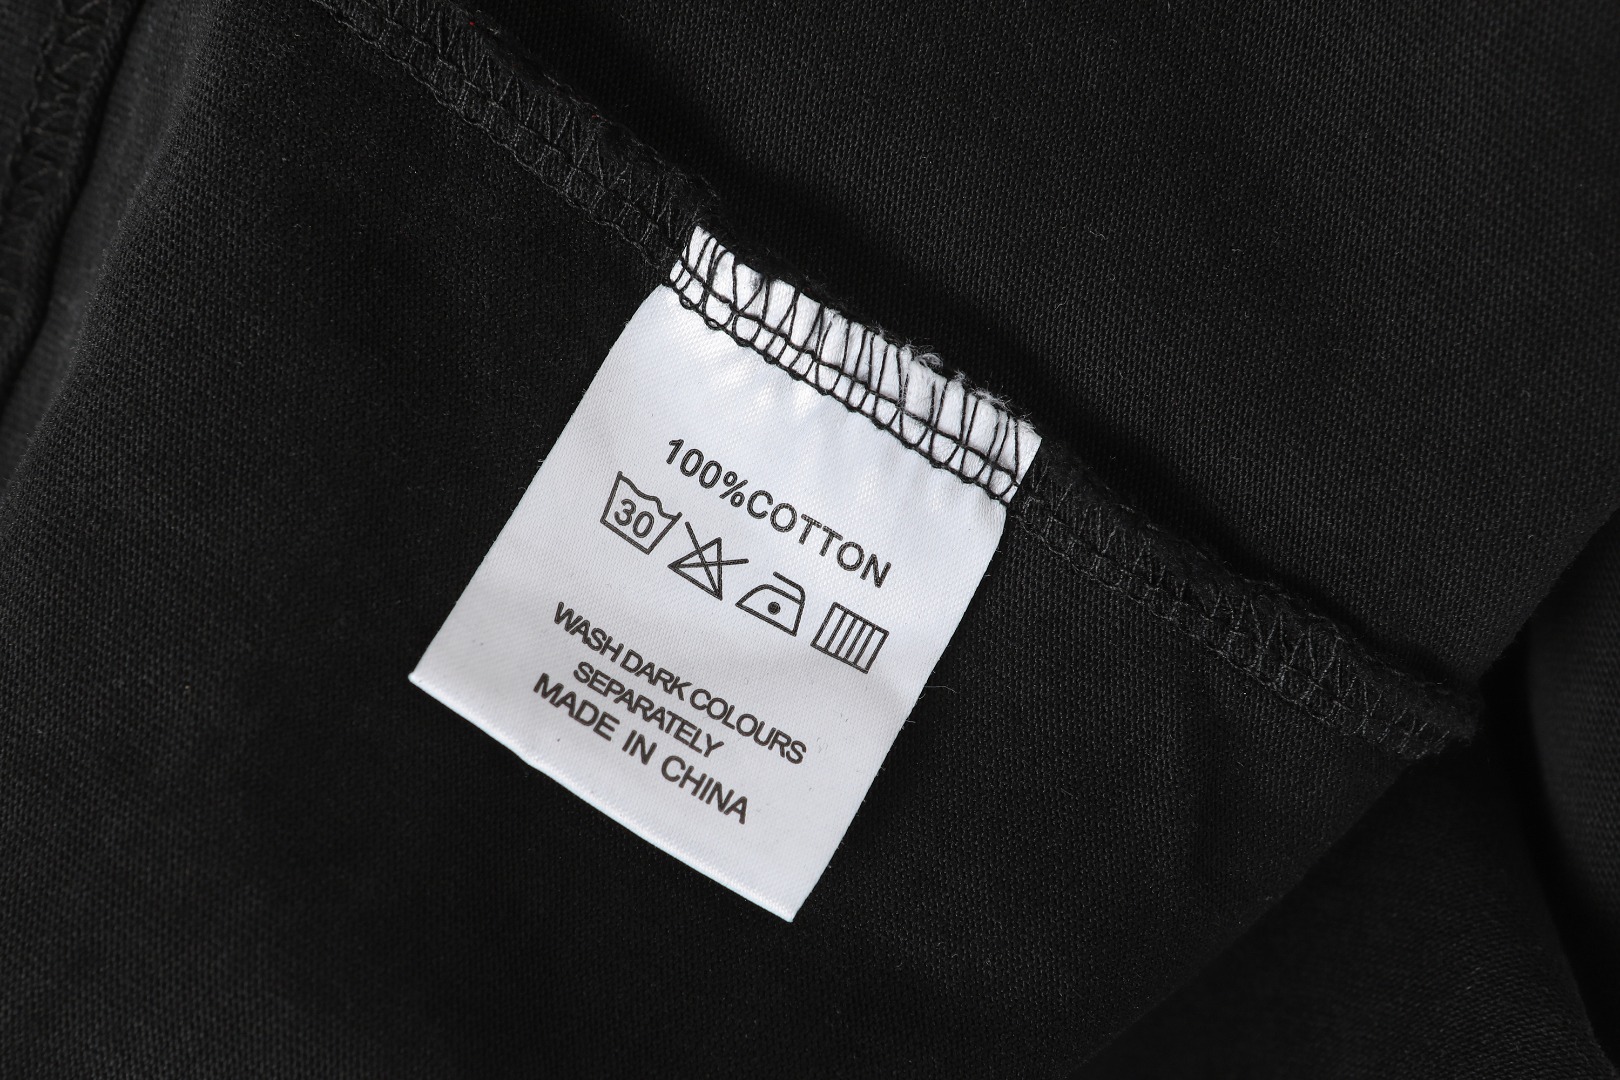 100%COTTON
30
WASH DARK COLOURS
SEPARATELY
MADE IN CHINA